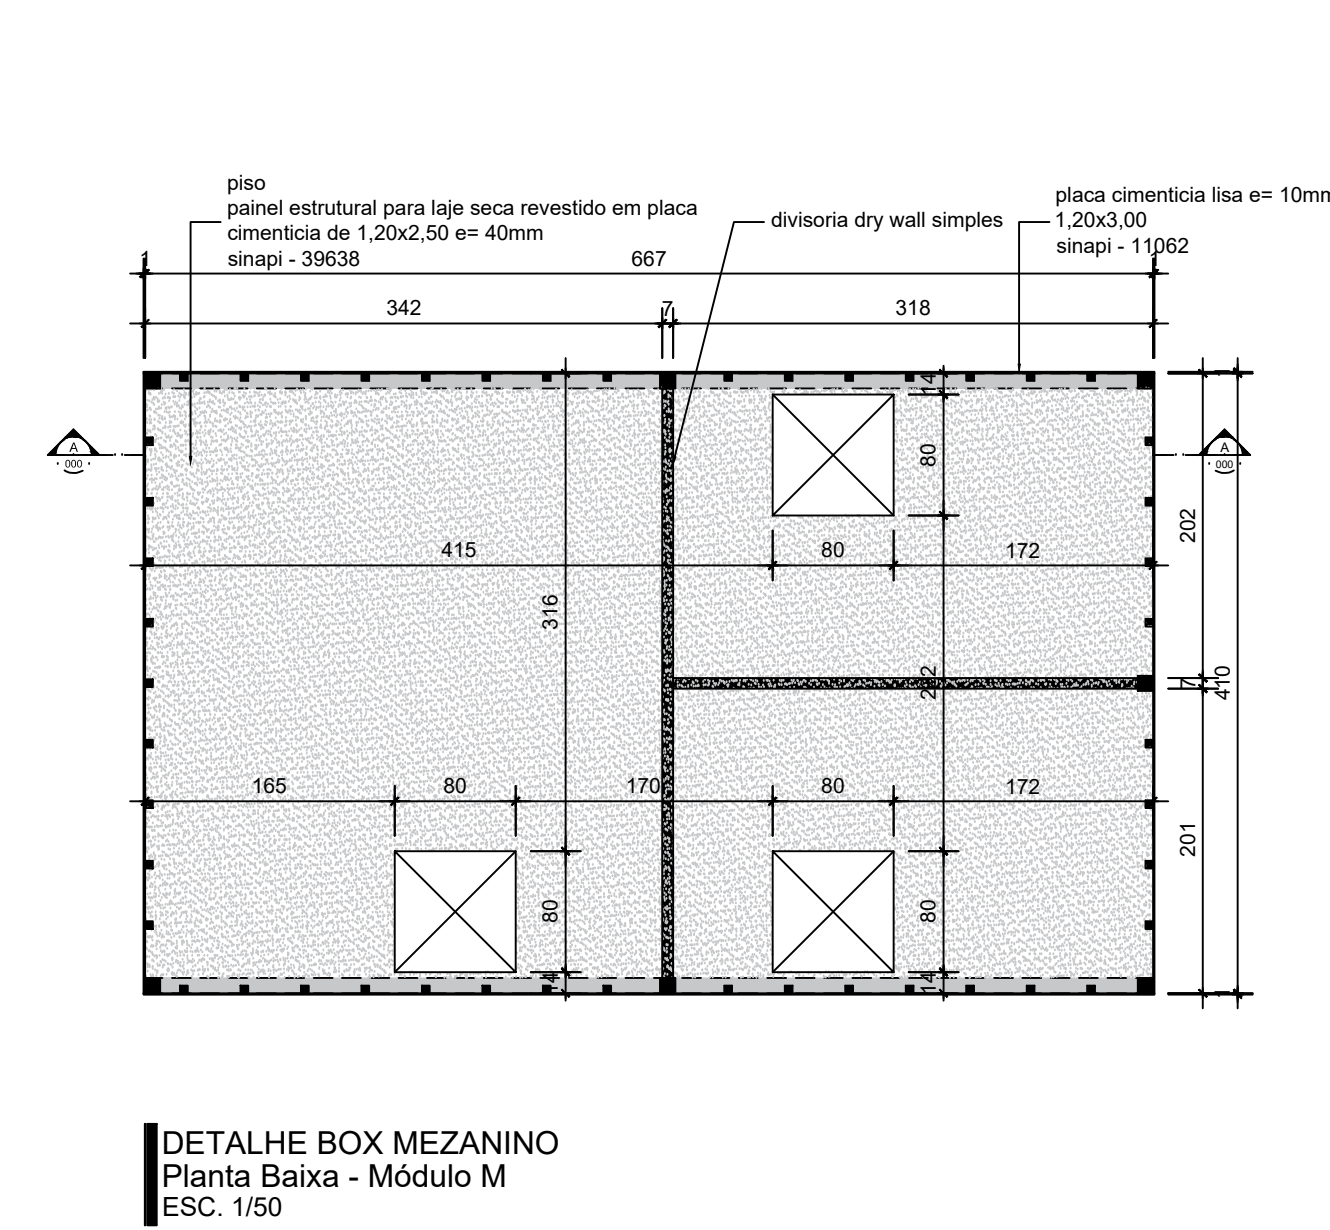 piso
painel estrutural para laje seca revestido em placa
cimenticia de 1,20x2,50 e= 40mm
sinapi - 39638
divisoria dry wall simples
placa cimenticia lisa e= 10mm
1,20x3,00
sinapi - 11062
1
667
1
342
7
318
14
A
000
80
A
000
202
415
80
172
316
222
7
410
165
80
170
80
172
201
80
80
14
14
DETALHE BOX MEZANINO
Planta Baixa - Módulo M
ESC. 1/50